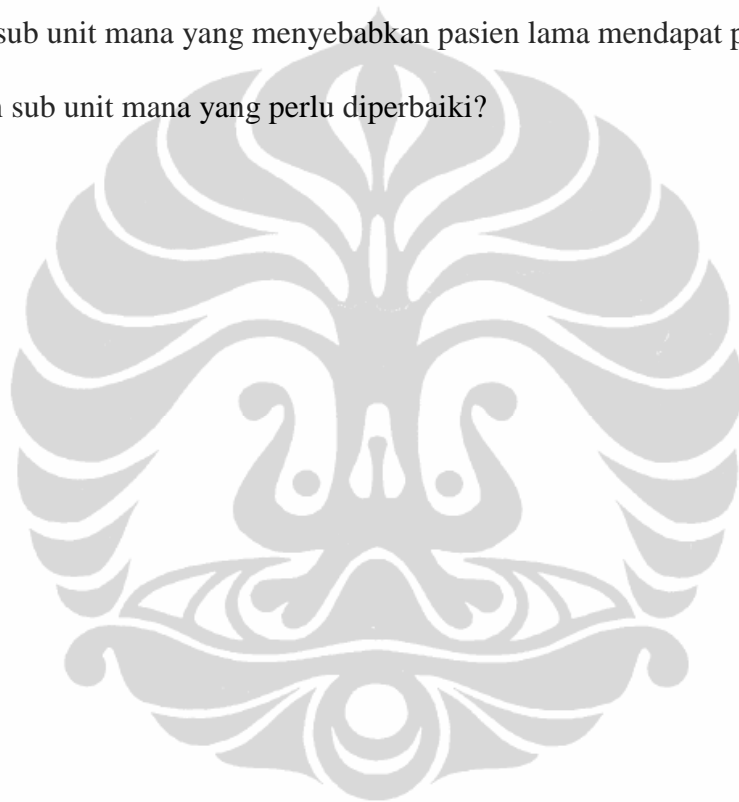 sub unit mana yang menyebabkan pasien lama mendapat
sub unit mana yang perlu diperbaiki?